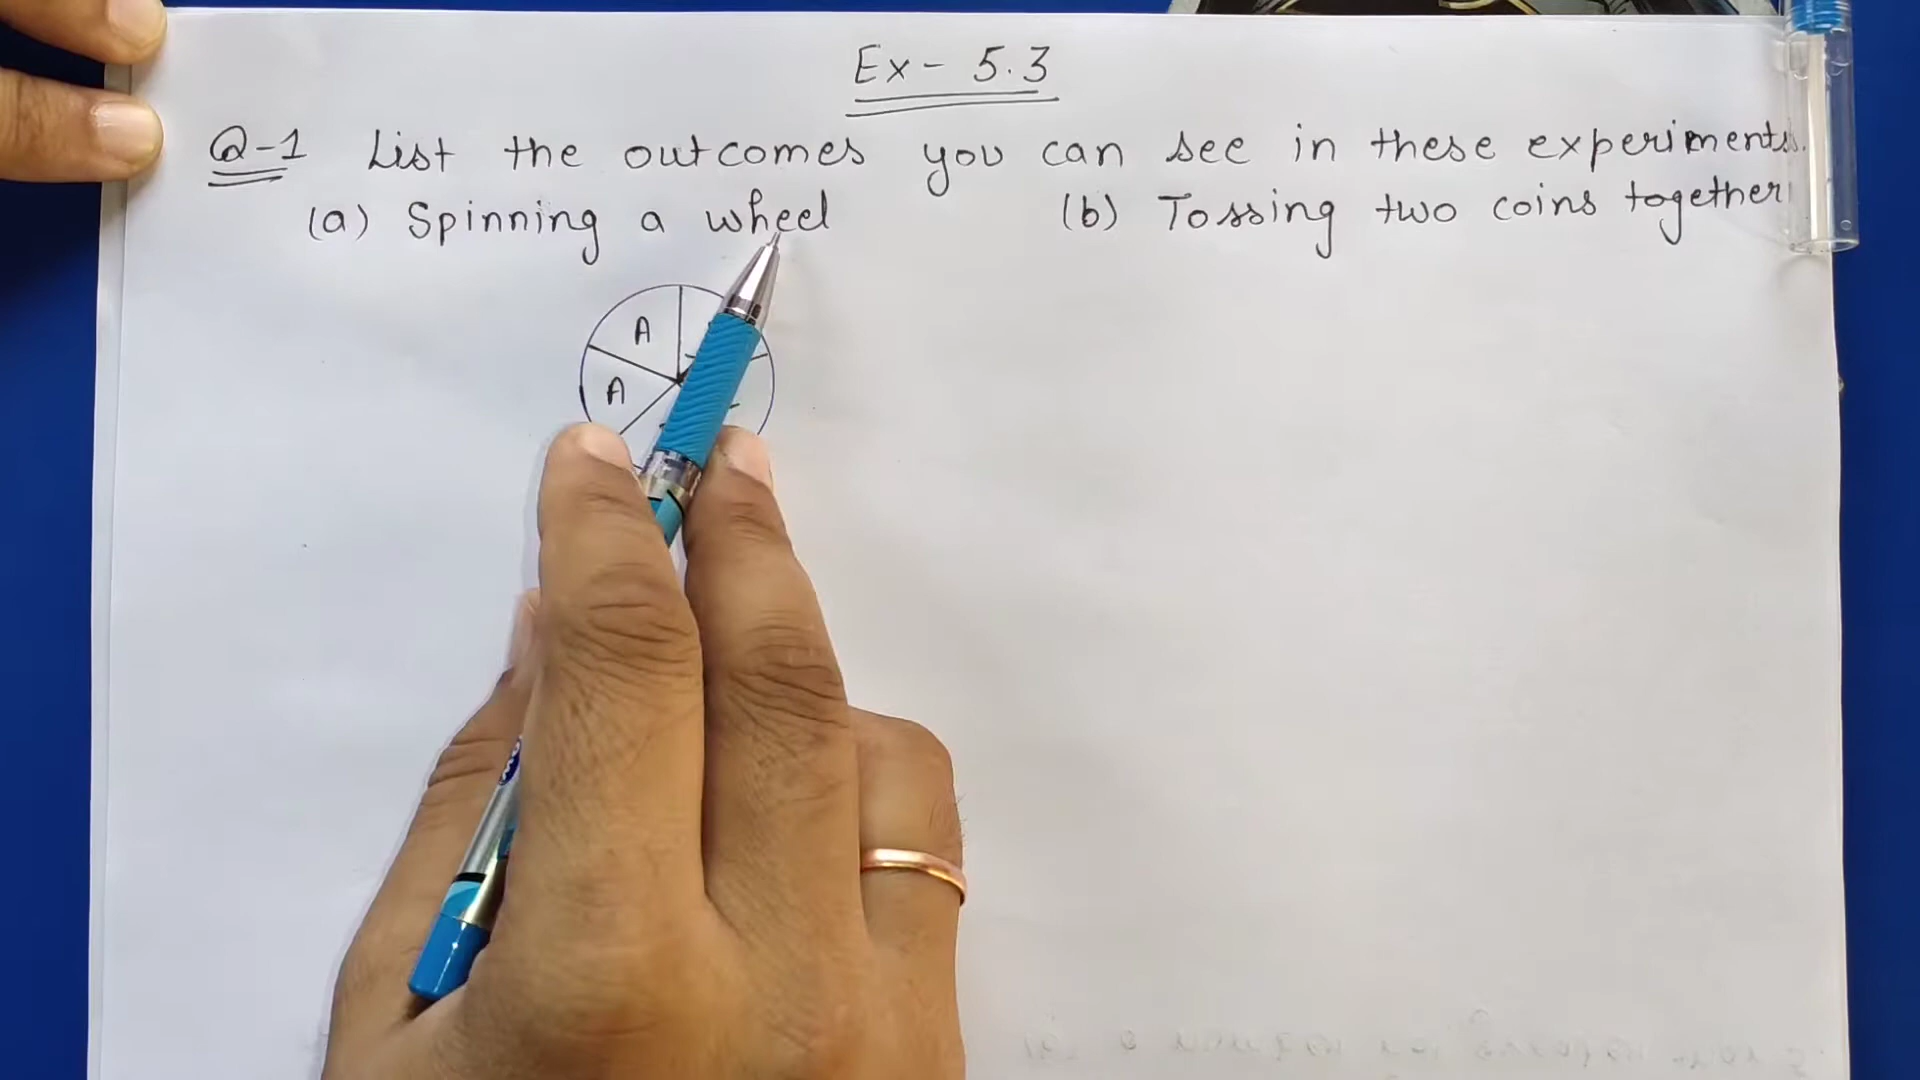 Ex - 5.3
Q-1 List the outcomes you can see in these experiments.
(a) Spinning a wheel (b) Tossing two coins together
A
A